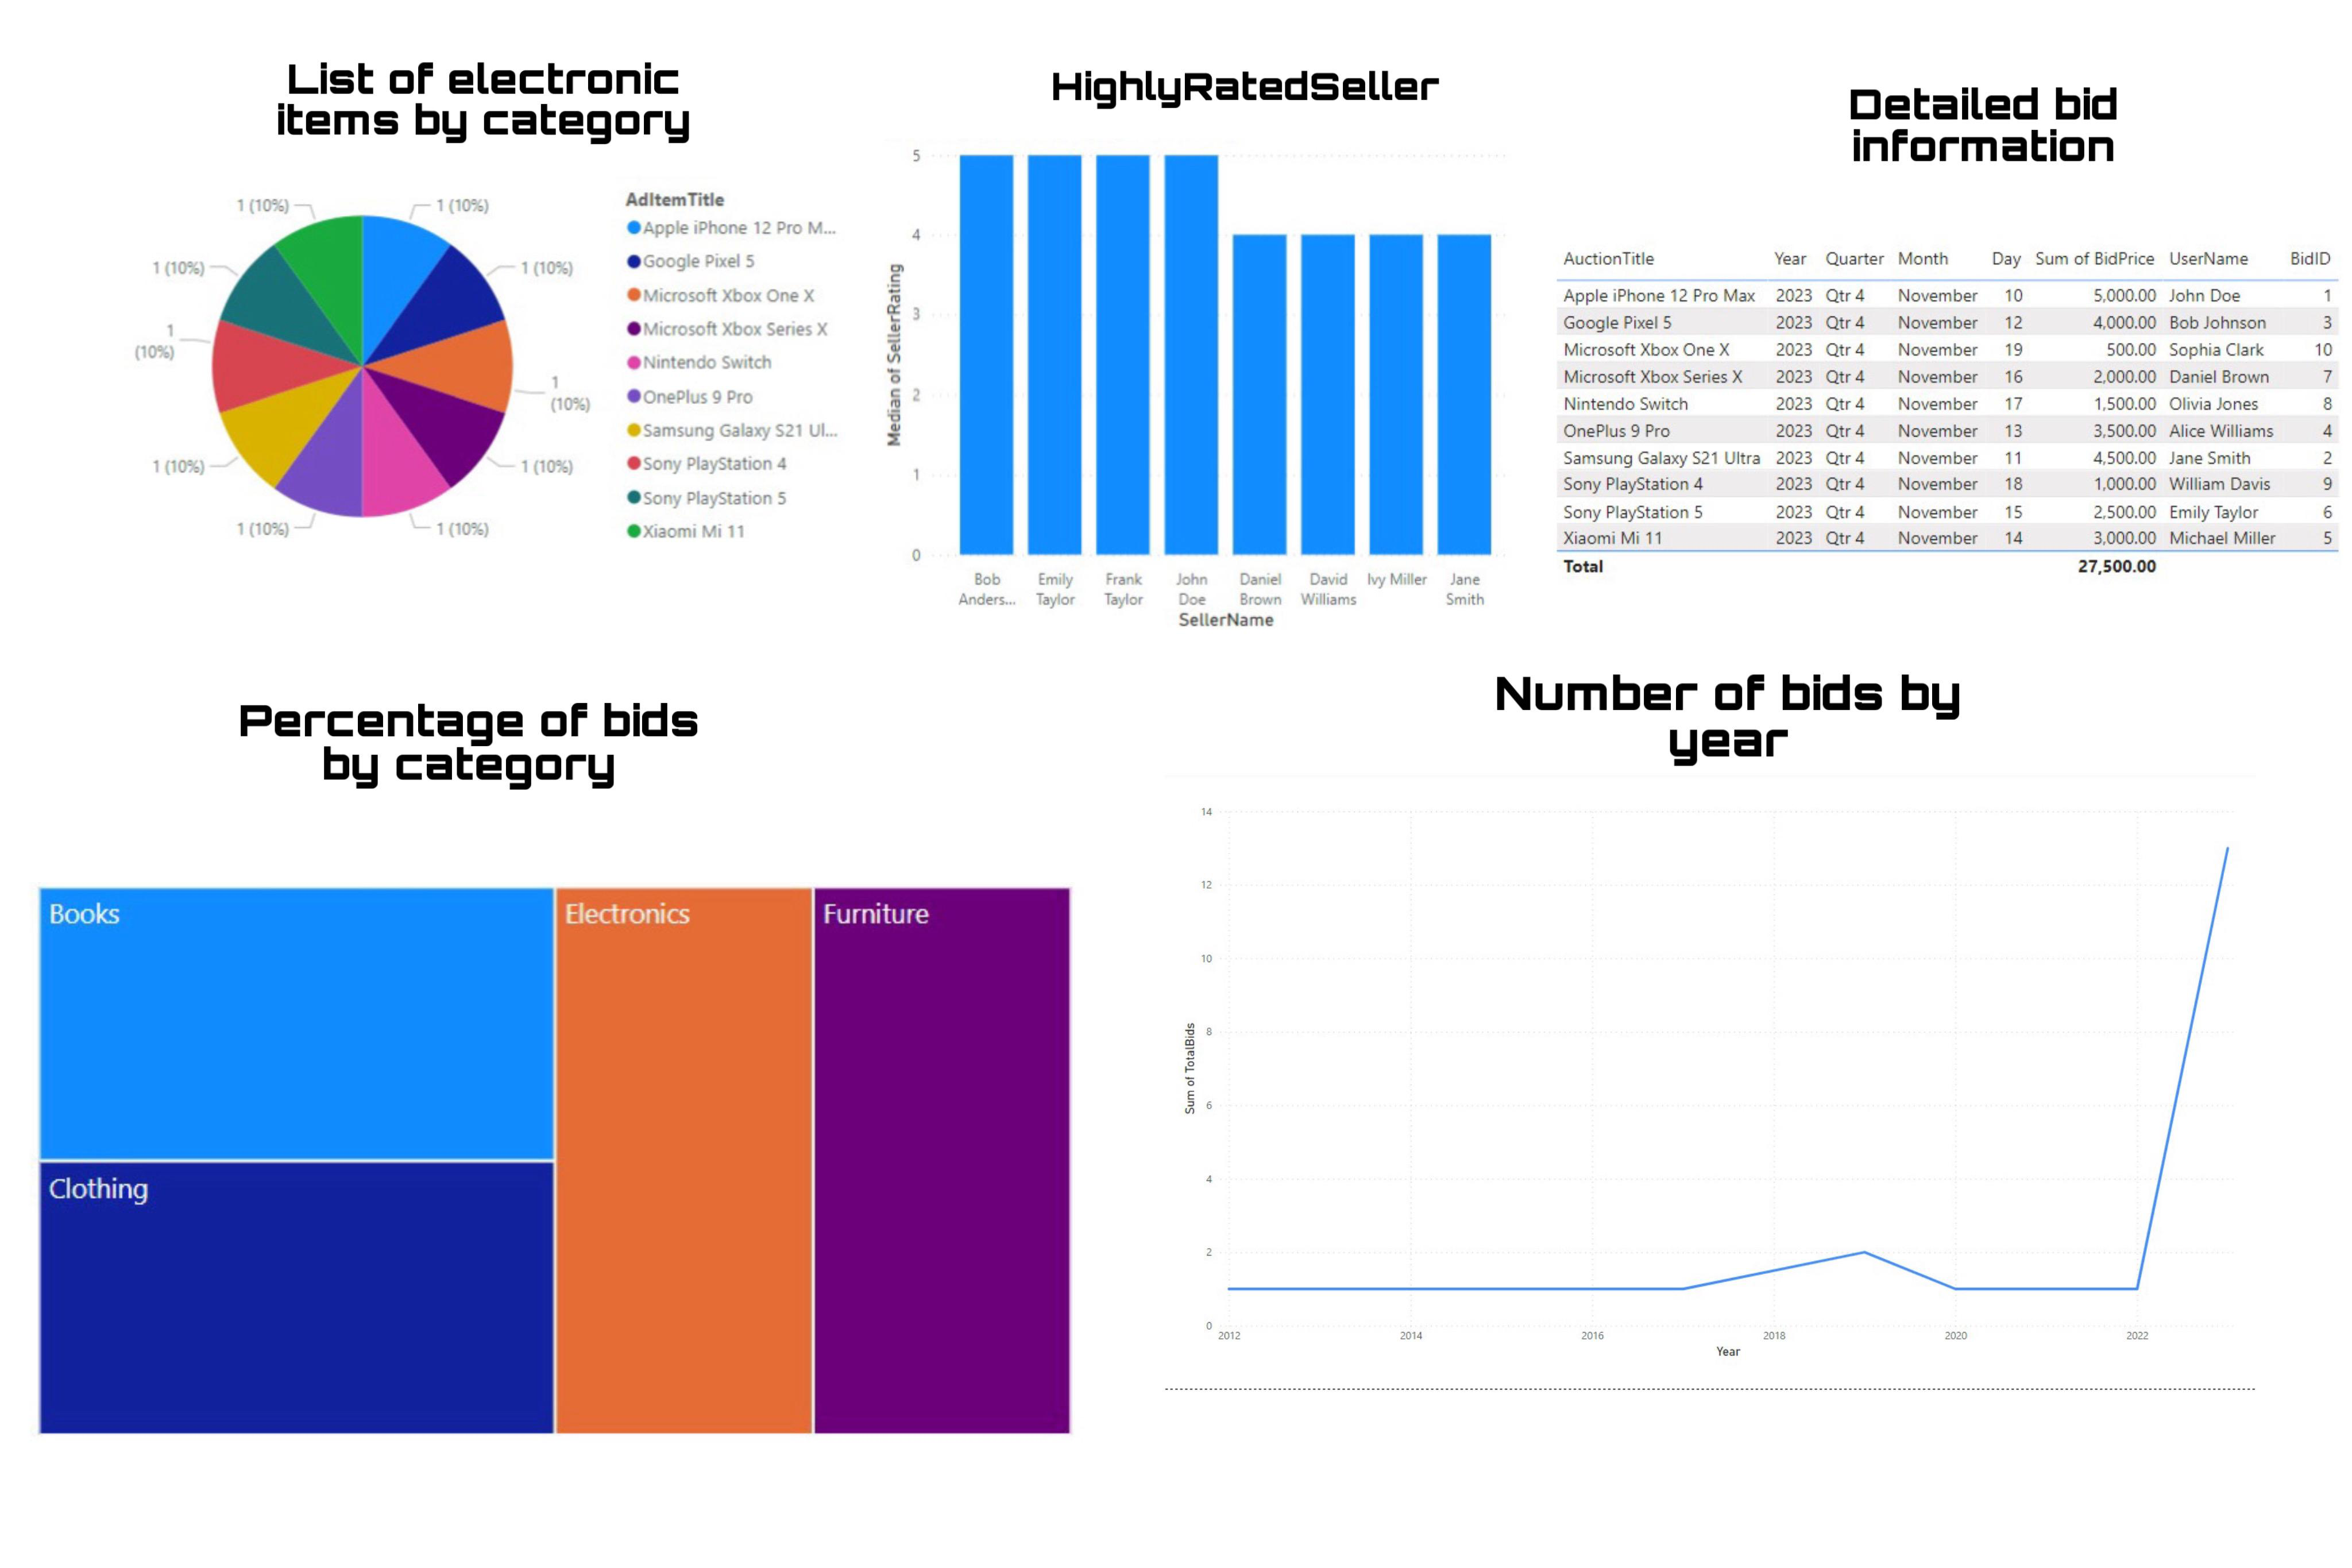 List of electronic
items by category
1 (10%)
1 (10%)
1 (10%)
1 (10%)
1
(10%)
1
(10%)
1 (10%)
1 (10%)
1 (10%)
1 (10%)
AdItemTitle
Apple iPhone 12 Pro M...
Google Pixel 5
Microsoft Xbox One X
Microsoft Xbox Series X
Nintendo Switch
OnePlus 9 Pro
Samsung Galaxy S21 Ul...
Sony PlayStation 4
Sony PlayStation 5
Xiaomi Mi 11
HighlyRatedSeller
Median of SellerRating
5
4
3
2
1
0
Bob Anders...
Emily Taylor
Frank Taylor
John Doe
Daniel Brown
David Williams
Ivy Miller
Jane Smith
SellerName
Detailed bid
information
AuctionTitle Year Quarter Month Day Sum of BidPrice UserName BidID
Apple iPhone 12 Pro Max 2023 Qtr 4 November 10 5,000.00 John Doe 1
Google Pixel 5 2023 Qtr 4 November 12 4,000.00 Bob Johnson 3
Microsoft Xbox One X 2023 Qtr 4 November 19 500.00 Sophia Clark 10
Microsoft Xbox Series X 2023 Qtr 4 November 16 2,000.00 Daniel Brown 7
Nintendo Switch 2023 Qtr 4 November 17 1,500.00 Olivia Jones 8
OnePlus 9 Pro 2023 Qtr 4 November 13 3,500.00 Alice Williams 4
Samsung Galaxy S21 Ultra 2023 Qtr 4 November 11 4,500.00 Jane Smith 2
Sony PlayStation 4 2023 Qtr 4 November 18 1,000.00 William Davis 9
Sony PlayStation 5 2023 Qtr 4 November 15 2,500.00 Emily Taylor 6
Xiaomi Mi 11 2023 Qtr 4 November 14 3,000.00 Michael Miller 5
Total 27,500.00
Percentage of bids
by category
Books
Clothing
Electronics
Furniture
Number of bids by
year
Sum of TotalBids
14
12
10
8
6
4
2
0
2012 2014 2016 2018 2020 2022
Year